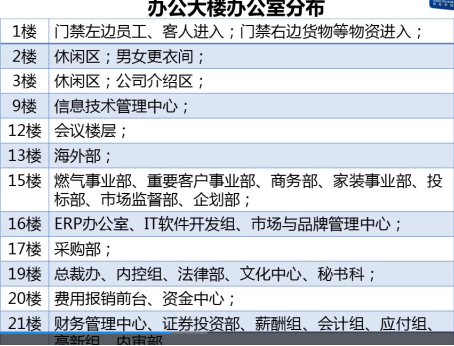 办公大楼办公室分布
1楼 门禁左边员工、客人进入；门禁右边货物等物资进入；
2楼 休闲区；男女更衣间；
3楼 休闲区；公司介绍区；
9楼 信息技术管理中心；
12楼 会议楼层；
13楼 海外部；
15楼 燃气事业部、重要客户事业部、商务部、家装事业部、投
标部、市场监督部、企划部；
16楼 ERP办公室、IT软件开发组、市场与品牌管理中心；
17楼 采购部；
19楼 总裁办、内控组、法律部、文化中心、秘书科；
20楼 费用报销前台、资金中心；
21楼 财务管理中心、证券投资部、薪酬组、会计组、应付组、
高新组、内审部